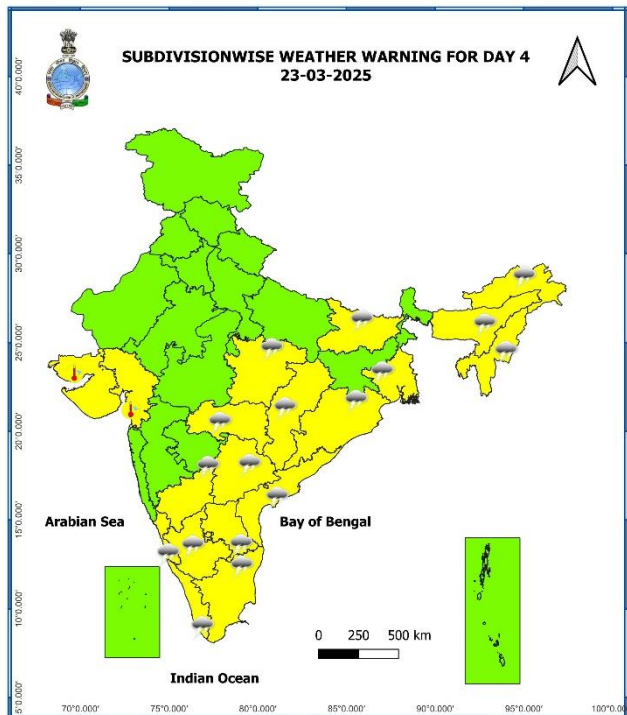 SUBDIVISIONWISE WEATHER WARNING FOR DAY 4
23-03-2025
40°0.000'
35°0.000'
30°0.000'
25°0.000'
20°0.000'
15°0.000'
10°0.000'
5°0.000'
Arabian Sea
Bay of Bengal
0 250 500 km
Indian Ocean
70°0.000' 75°0.000' 80°0.000' 85°0.000' 90°0.000' 95°0.000' 100°0.00